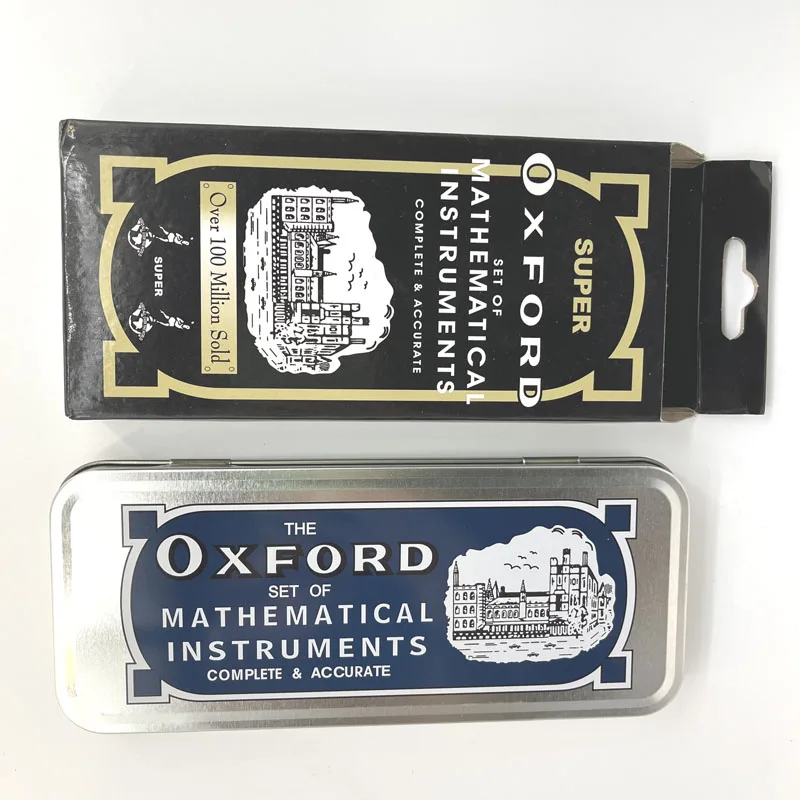 SUPER
OXFORD
SET OF
MATHEMATICAL
INSTRUMENTS
COMPLETE & ACCURATE
Over 100 Million Sold
SUPER
THE
OXFORD
SET OF
MATHEMATICAL
INSTRUMENTS
COMPLETE & ACCURATE